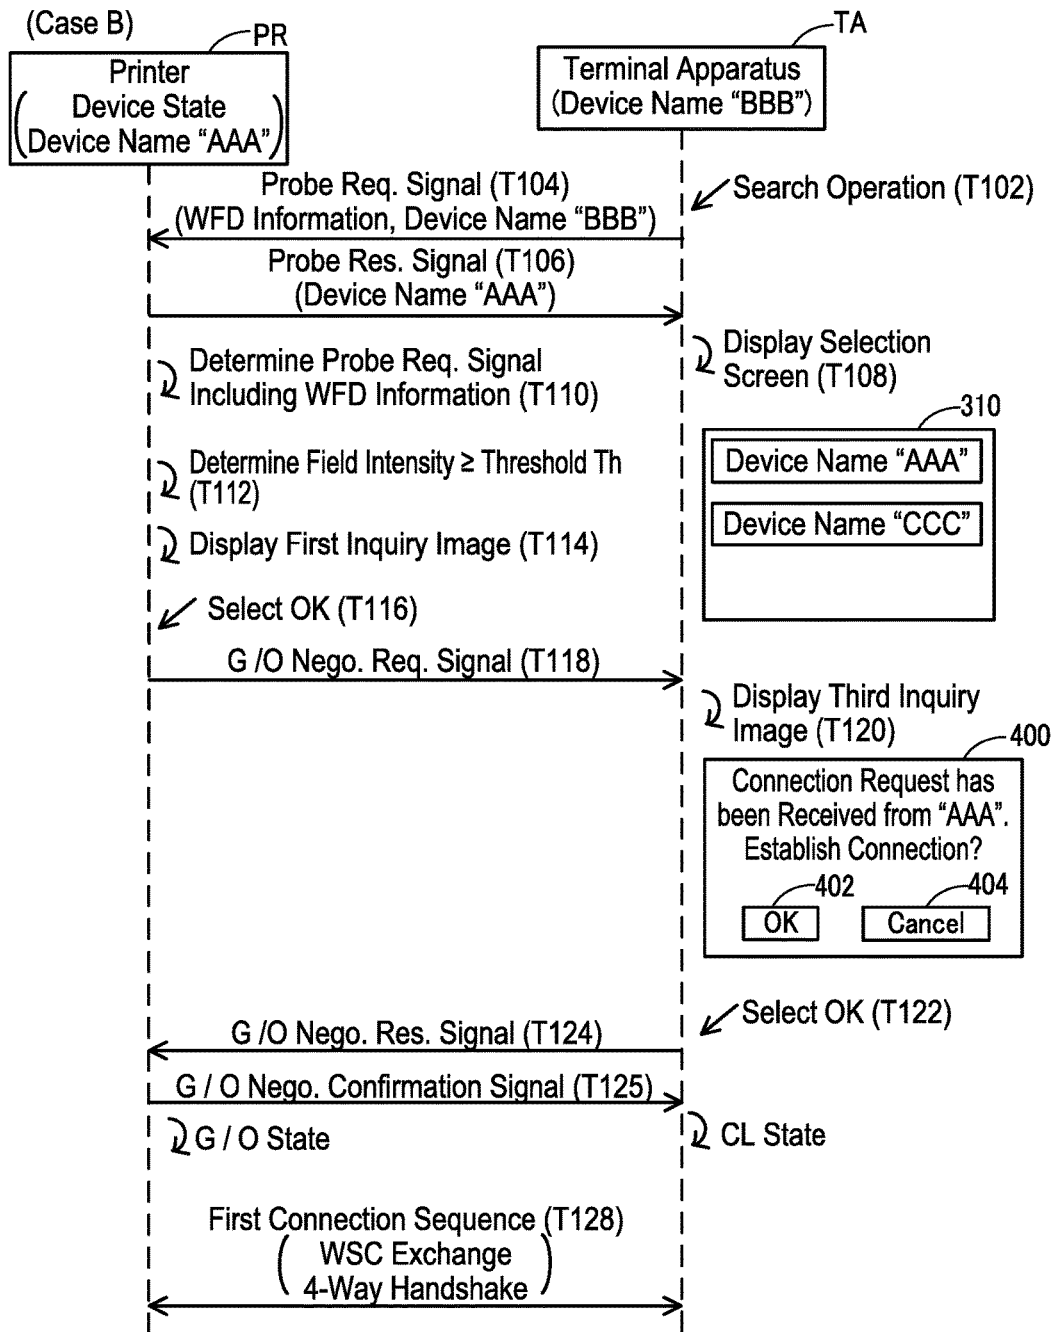 (Case B)
PR
TA
Printer
Device State
Device Name “AAA”
Terminal Apparatus
(Device Name “BBB”)
Search Operation (T102)
Probe Req. Signal (T104)
(WFD Information, Device Name “BBB”)
Probe Res. Signal (T106)
(Device Name “AAA”)
Display Selection
Screen (T108)
Determine Probe Req. Signal
Including WFD Information (T110)
310
Device Name “AAA”
Device Name “CCC”
Determine Field Intensity ≥ Threshold Th
(T112)
Display First Inquiry Image (T114)
Select OK (T116)
G /O Nego. Req. Signal (T118)
Display Third Inquiry
Image (T120)
400
Connection Request has
been Received from “AAA”.
Establish Connection?
402
404
OK
Cancel
Select OK (T122)
G /O Nego. Res. Signal (T124)
G / O Nego. Confirmation Signal (T125)
G / O State
CL State
First Connection Sequence (T128)
WSC Exchange
4-Way Handshake